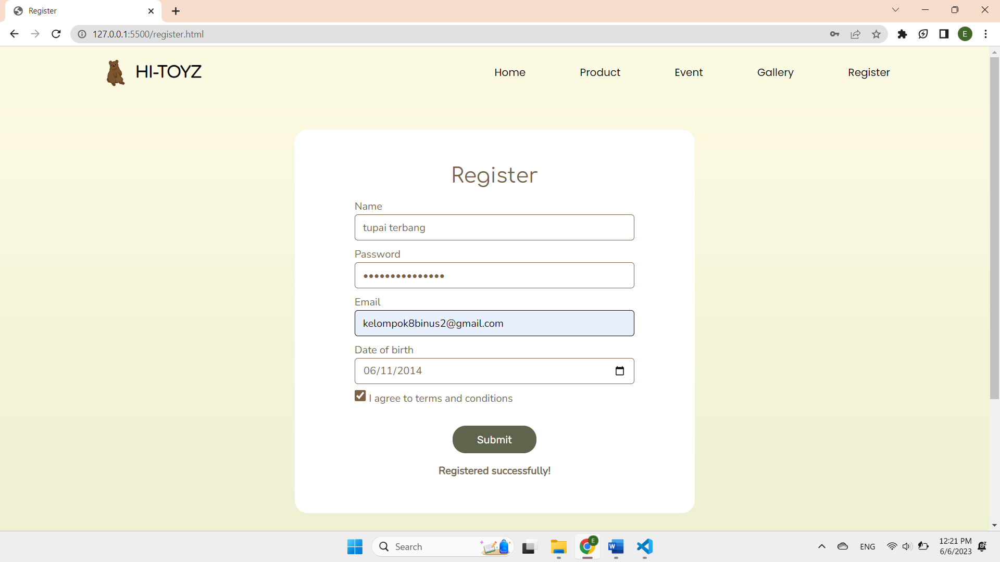 Register
127.0.0.1:5500/register.html
E
HI-TOYZ
Home
Product
Event
Gallery
Register
Register
Name
tupai terbang
Password
•••••••••••••••
Email
kelompok8binus2@gmail.com
Date of birth
06/11/2014
I agree to terms and conditions
Submit
Registered successfully!
Search
E
W
ENG
12:21 PM
6/6/2023